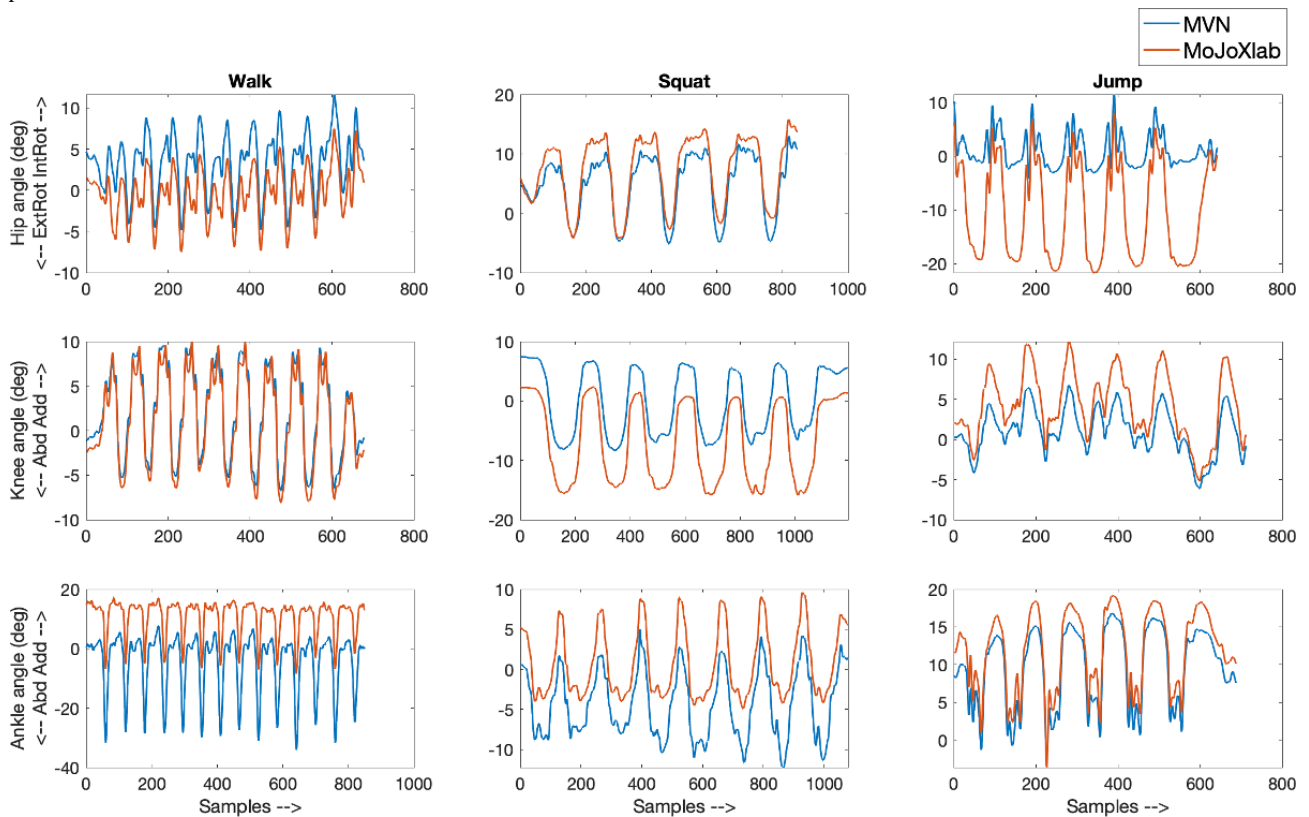 MVN
MoJoXlab
Walk
Squat
Jump
Hip angle (deg)
<-- ExtRot IntRot -->
10
5
0
-5
-10
0 200 400 600 800
20
10
0
-10
0 200 400 600 800 1000
10
0
-10
-20
0 200 400 600 800
Knee angle (deg)
<-- Abd Add -->
10
5
0
-5
-10
0 200 400 600 800
10
0
-10
-20
0 200 400 600 800 1000
10
5
0
-5
-10
0 200 400 600 800
Ankle angle (deg)
<-- Abd Add -->
20
0
-20
-40
0 200 400 600 800 1000
10
5
0
-5
-10
0 200 400 600 800 1000
20
15
10
5
0
0 200 400 600 800
Samples -->
Samples -->
Samples -->